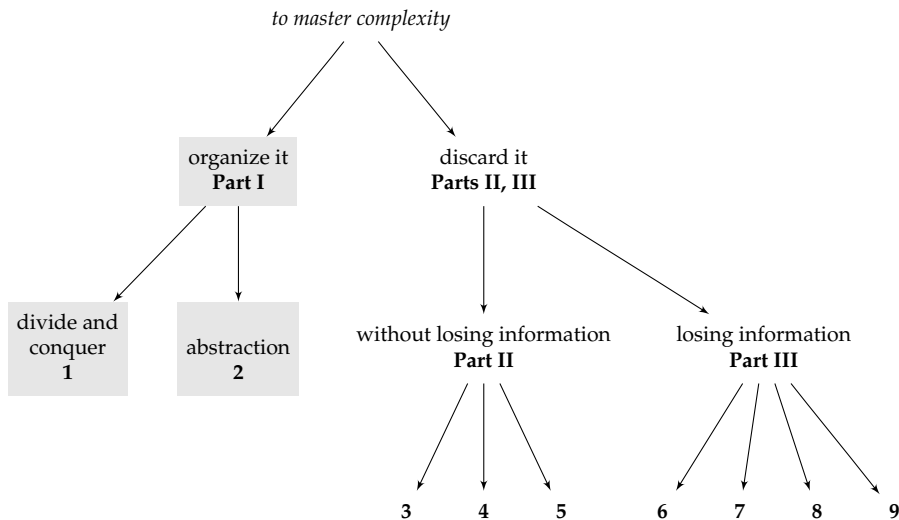 to master complexity
organize it
Part I
discard it
Parts II, III
divide and
conquer
1
abstraction
2
without losing information
Part II
losing information
Part III
3
4
5
6
7
8
9